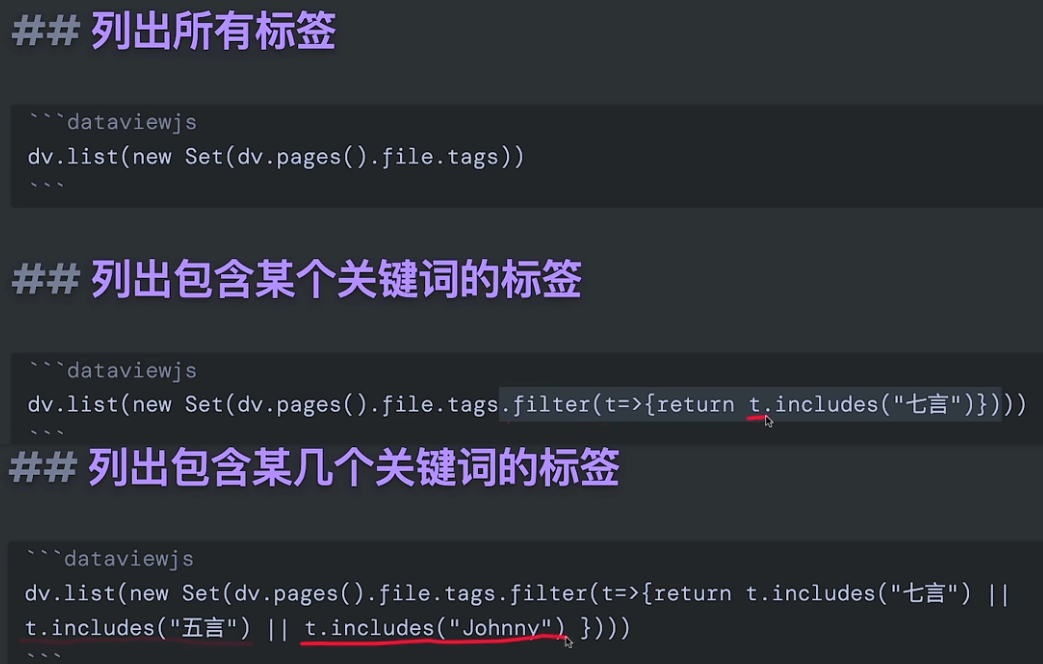 ## 列出所有标签
```dataviewjs
dv.list(new Set(dv.pages().file.tags))
```
## 列出包含某个关键词的标签
```dataviewjs
dv.list(new Set(dv.pages().file.tags.filter(t=>{return t.includes("七言")})))
```
## 列出包含某几个关键词的标签
```dataviewjs
dv.list(new Set(dv.pages().file.tags.filter(t=>{return t.includes("七言") ||
t.includes("五言") || t.includes("Johnny") })))
```